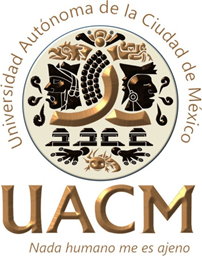 Universidad Autónoma de la Ciudad de México
UACM
Nada humano me es ajeno